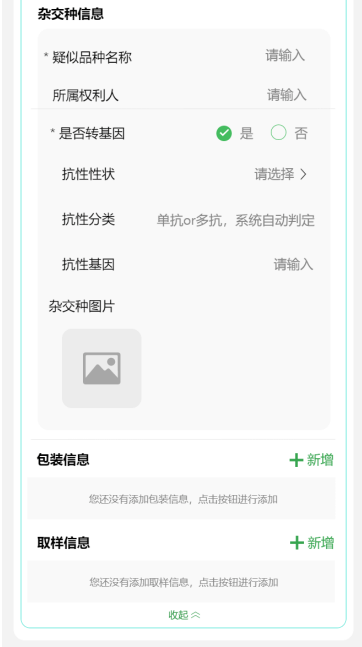 杂交种信息
* 疑似品种名称 请输入
所属权利人 请输入
* 是否转基因 是 否
抗性性状 请选择
抗性分类 单抗or多抗，系统自动判定
抗性基因 请输入
杂交种图片
包装信息 新增
您还没有添加包装信息，点击按钮进行添加
取样信息 新增
您还没有添加取样信息，点击按钮进行添加
收起